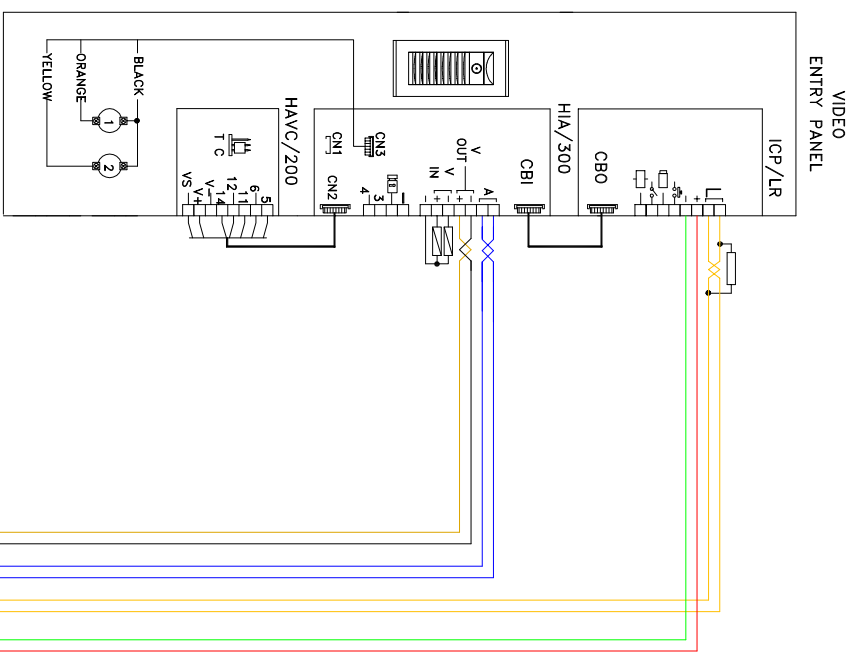 VIDEO
ENTRY PANEL
YELLOW
ORANGE
BLACK
1
2
HAVC/200
T C
VS
V+
V-
14
12
11
6
5
HIA/300
CN1
CN3
CN2
4
3
V
OUT
V
IN
-
+
-
+
-
A
CBI
ICP/LR
CBO
-
+
L